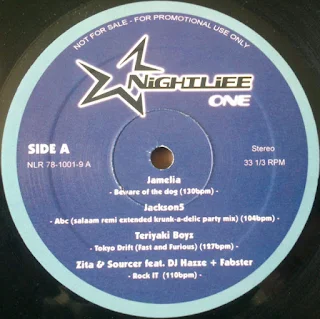 NOT FOR SALE - FOR PROMOTIONAL USE ONLY
NiGHTLiFE
ONE
SIDE A
NLR 78-1001-9 A
Stereo
33 1/3 RPM
Jamelia
- Beware of the dog (130bpm) -
Jackson5
- Abc (salaam remi extended krunk-a-delic party mix) (104bpm) -
Teriyaki Boyz
- Tokyo Drift (Fast and Furious) (127bpm) -
Zita & Sourcer feat. DJ Hazze + Fabster
- Rock IT (110bpm) -